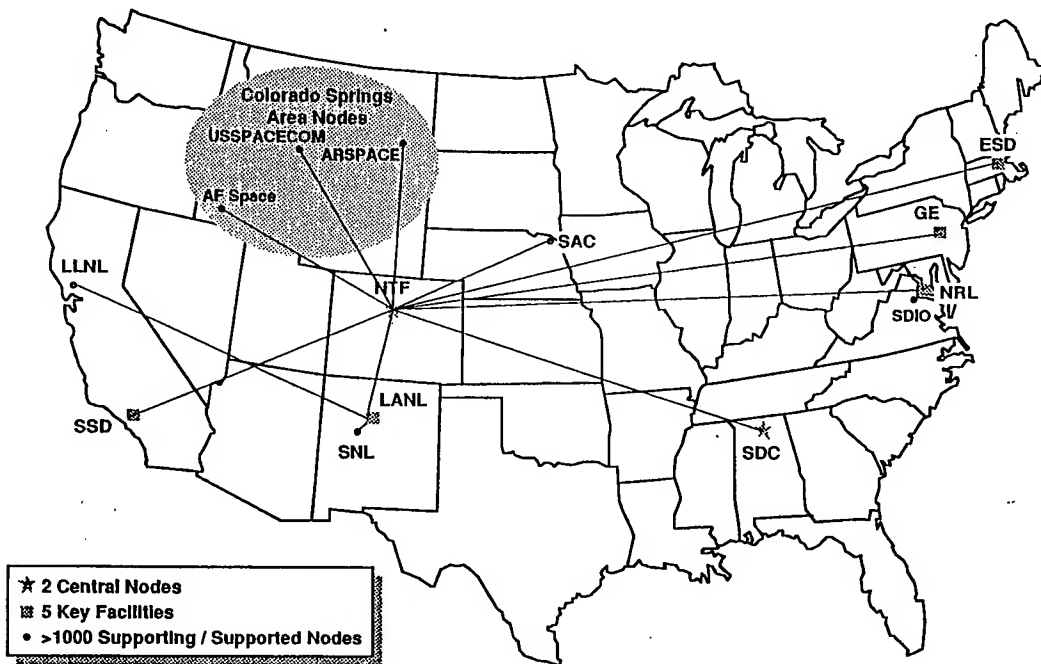 Colorado Springs
Area Nodes
USSPACECOM
ARSPACE
AF Space
ESD
GE
SAC
LLNL
NTF
NRL
SDIO
LANL
SSD
SNL
SDC
2 Central Nodes
5 Key Facilities
• >1000 Supporting / Supported Nodes